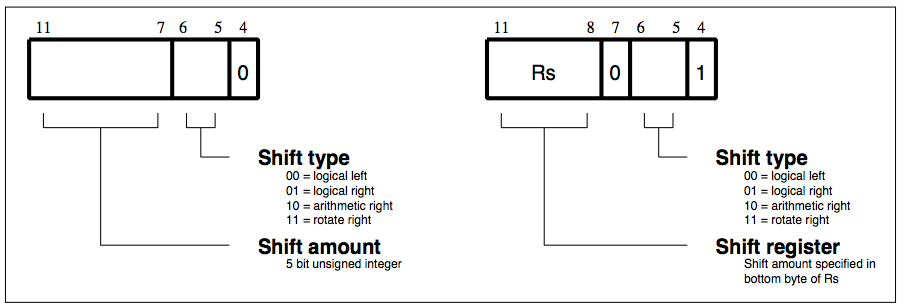 11 7 6 5 4
0
Shift type
00 = logical left
01 = logical right
10 = arithmetic right
11 = rotate right
Shift amount
5 bit unsigned integer
11 8 7 6 5 4
Rs 0 1
Shift type
00 = logical left
01 = logical right
10 = arithmetic right
11 = rotate right
Shift register
Shift amount specified in
bottom byte of Rs